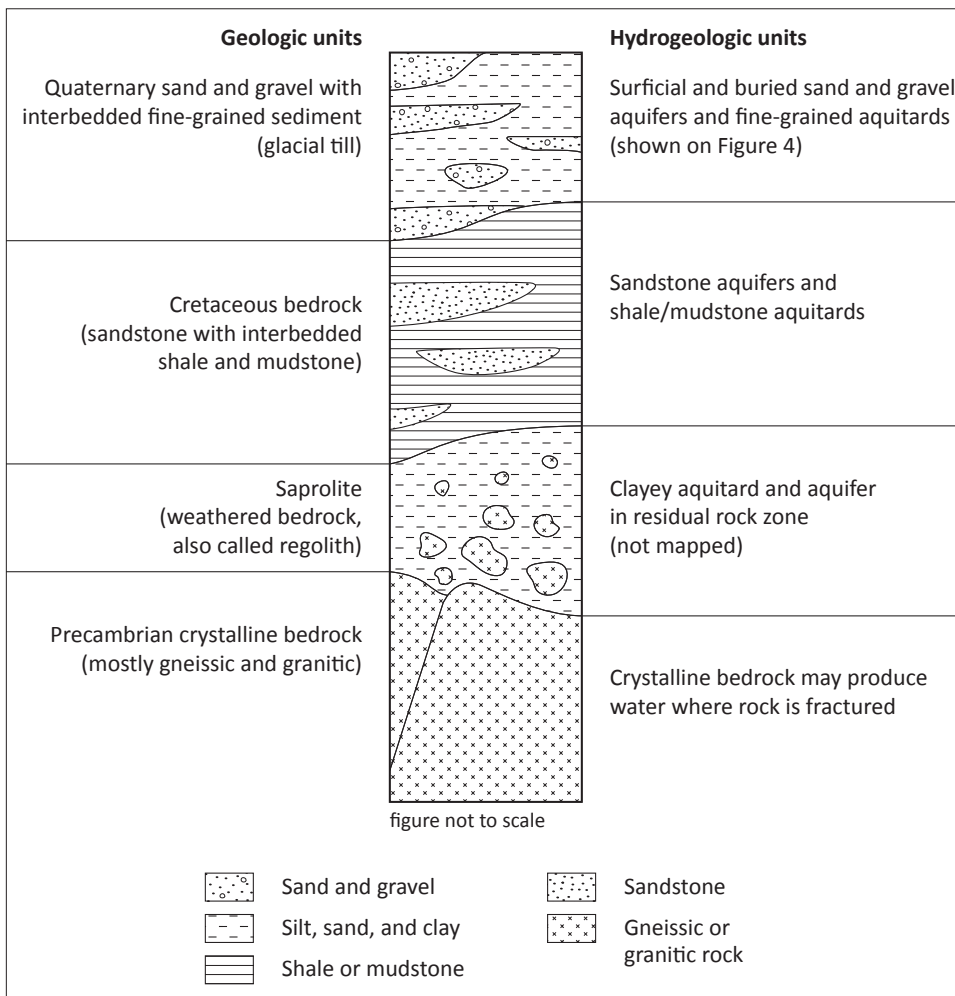 Geologic units
Hydrogeologic units
Quaternary sand and gravel with
interbedded fine-grained sediment
(glacial till)
Surficial and buried sand and gravel
aquifers and fine-grained aquitards
(shown on Figure 4)
Cretaceous bedrock
(sandstone with interbedded
shale and mudstone)
Sandstone aquifers and
shale/mudstone aquitards
Saprolite
(weathered bedrock,
also called regolith)
Clayey aquitard and aquifer
in residual rock zone
(not mapped)
Precambrian crystalline bedrock
(mostly gneissic and granitic)
Crystalline bedrock may produce
water where rock is fractured
figure not to scale
Sand and gravel
Silt, sand, and clay
Shale or mudstone
Sandstone
Gneissic or
granitic rock